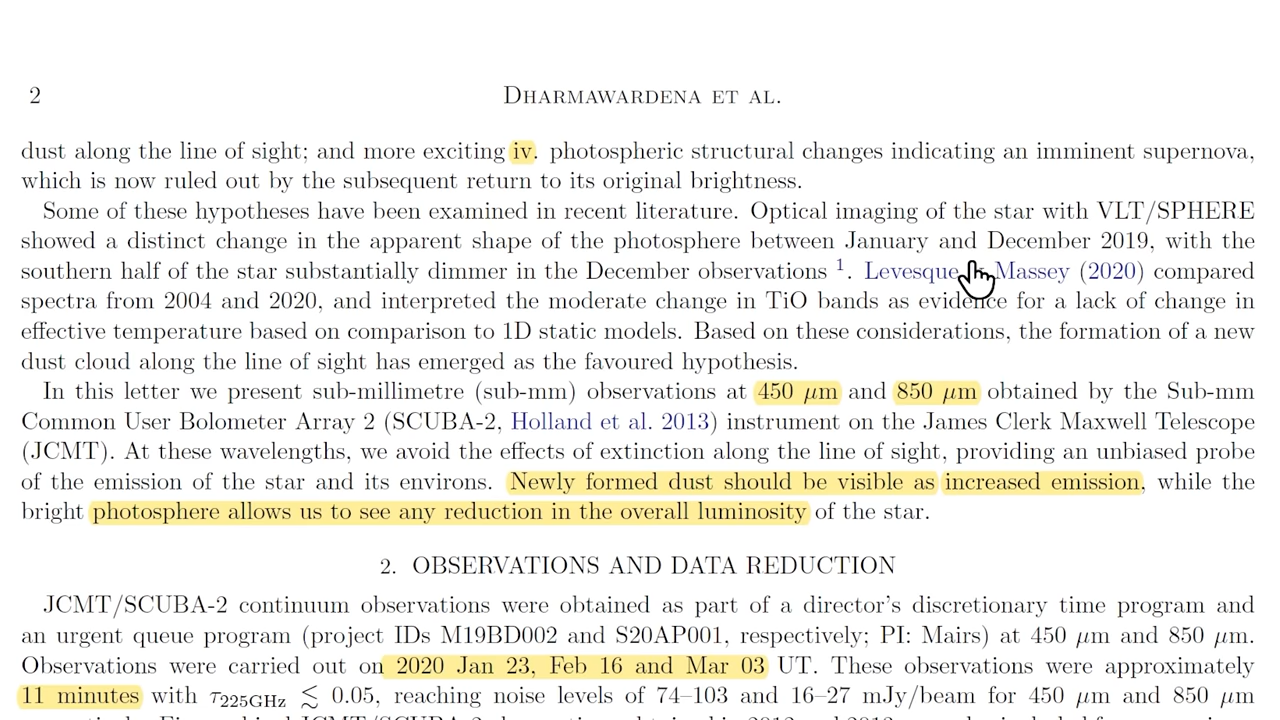 2
DHARMAWARDENA ET AL.
dust along the line of sight; and more exciting iv. photospheric structural changes indicating an imminent supernova,
which is now ruled out by the subsequent return to its original brightness.
Some of these hypotheses have been examined in recent literature. Optical imaging of the star with VLT/SPHERE
showed a distinct change in the apparent shape of the photosphere between January and December 2019, with the
southern half of the star substantially dimmer in the December observations 1. Levesque Massey (2020) compared
spectra from 2004 and 2020, and interpreted the moderate change in TiO bands as evidence for a lack of change in
effective temperature based on comparison to 1D static models. Based on these considerations, the formation of a new
dust cloud along the line of sight has emerged as the favoured hypothesis.
In this letter we present sub-millimetre (sub-mm) observations at 450 μm and 850 μm obtained by the Sub-mm
Common User Bolometer Array 2 (SCUBA-2, Holland et al. 2013) instrument on the James Clerk Maxwell Telescope
(JCMT). At these wavelengths, we avoid the effects of extinction along the line of sight, providing an unbiased probe
of the emission of the star and its environs. Newly formed dust should be visible as increased emission, while the
bright photosphere allows us to see any reduction in the overall luminosity of the star.
2. OBSERVATIONS AND DATA REDUCTION
JCMT/SCUBA-2 continuum observations were obtained as part of a director's discretionary time program and
an urgent queue program (project IDs M19BD002 and S20AP001, respectively; PI: Mairs) at 450 μm and 850 μm.
Observations were carried out on 2020 Jan 23, Feb 16 and Mar 03 UT. These observations were approximately
11 minutes with τ225GHz ≲ 0.05, reaching noise levels of 74–103 and 16–27 mJy/beam for 450 μm and 850 μm